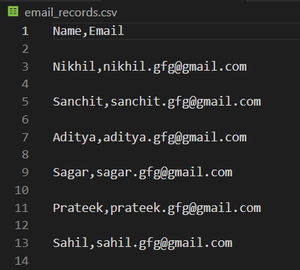 email_records.csv
1 Name,Email
2
3 Nikhil,nikhil.gfg@gmail.com
4
5 Sanchit,sanchit.gfg@gmail.com
6
7 Aditya,aditya.gfg@gmail.com
8
9 Sagar,sagar.gfg@gmail.com
10
11 Prateek,prateek.gfg@gmail.com
12
13 Sahil,sahil.gfg@gmail.com
14